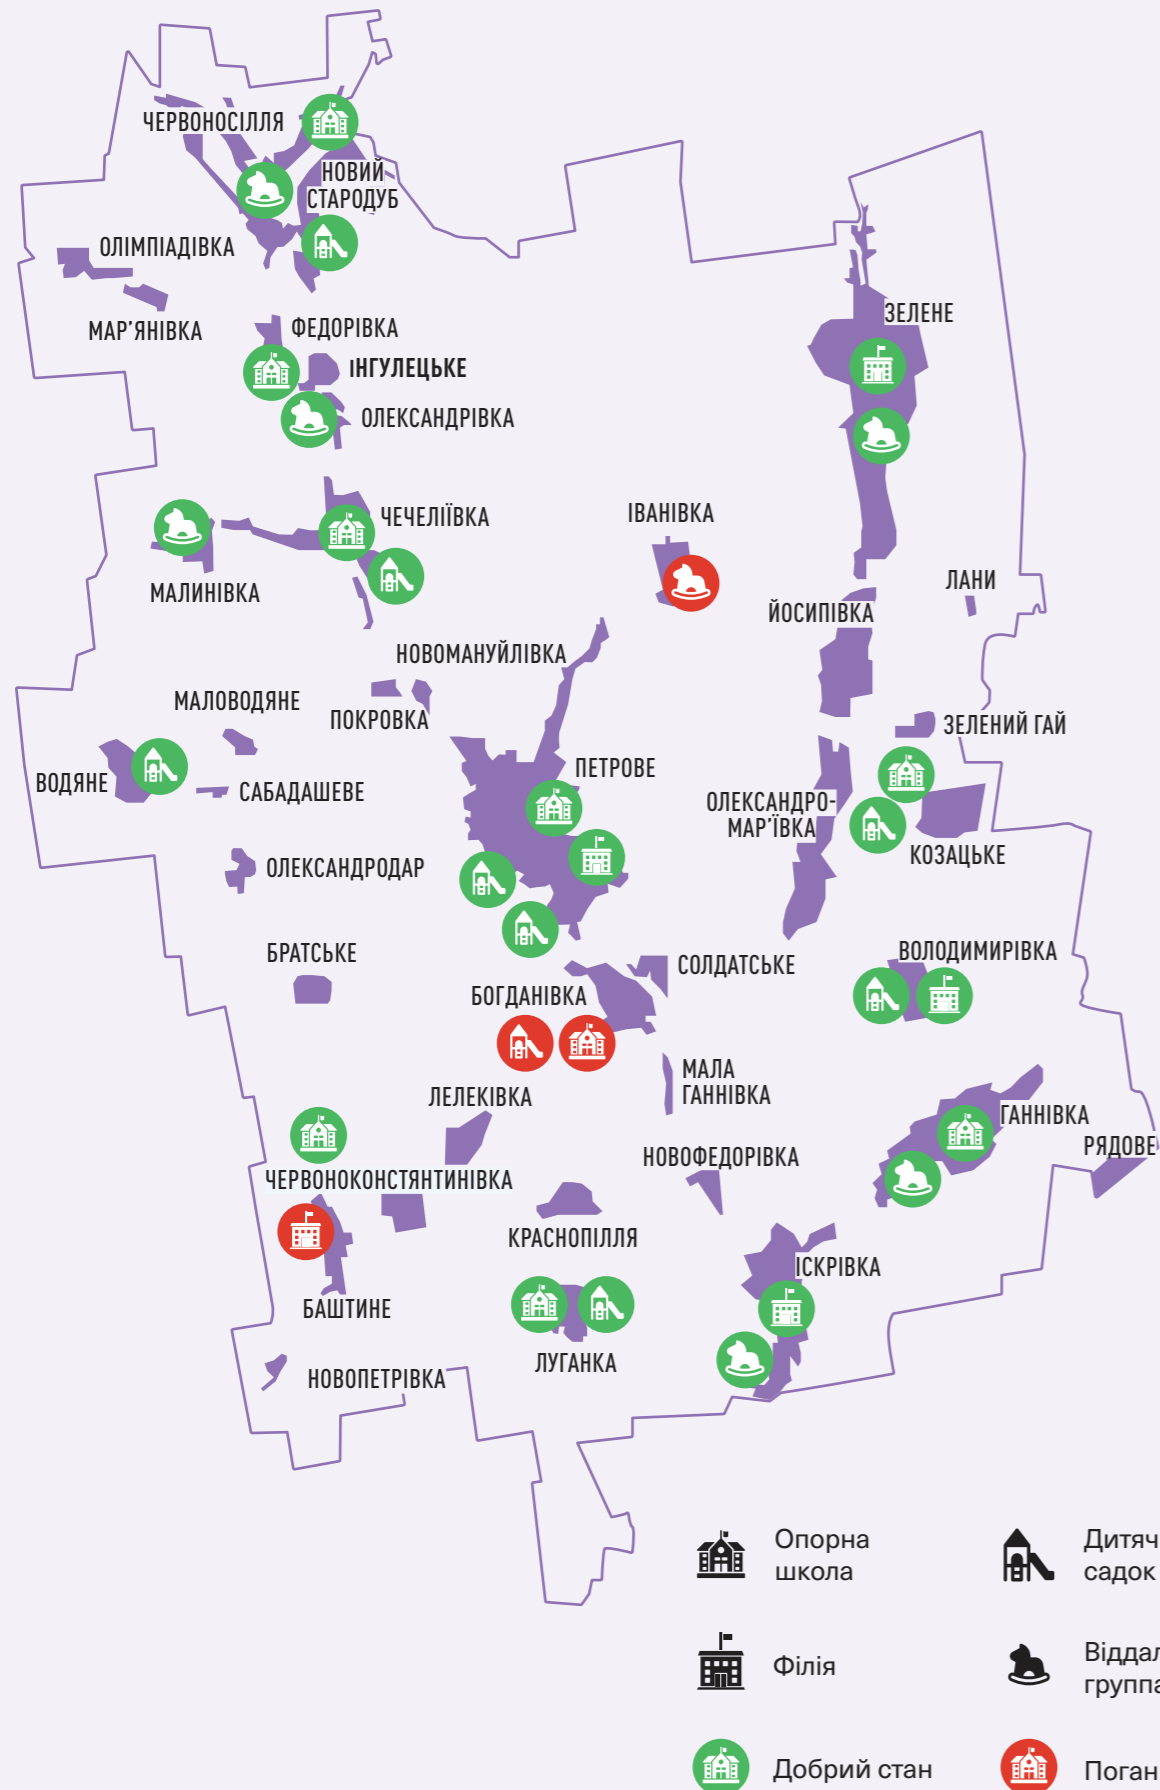 ЧЕРВОНОСІЛЛЯ
НОВИЙ
СТАРОДУБ
ОЛІМПІАДІВКА
МАР'ЯНІВКА
ФЕДОРІВКА
ІНГУЛЕЦЬКЕ
ОЛЕКСАНДРІВКА
ЗЕЛЕНЕ
ЧЕЧЕЛІЇВКА
ІВАНІВКА
МАЛИНІВКА
ЛАНИ
ЙОСИПІВКА
НОВОМАНУЙЛІВКА
МАЛОВОДЯНЕ
ПОКРОВКА
ЗЕЛЕНИЙ ГАЙ
ВОДЯНЕ
САБАДАШЕВЕ
ПЕТРОВЕ
ОЛЕКСАНДРО-
МАР'ЇВКА
КОЗАЦЬКЕ
ОЛЕКСАНДРОДАР
БРАТСЬКЕ
СОЛДАТСЬКЕ
ВОЛОДИМИРІВКА
БОГДАНІВКА
МАЛА
ГАННІВКА
ЛЕЛЕКІВКА
ГАННІВКА
РЯДОВЕ
НОВОФЕДОРІВКА
ЧЕРВОНОКОНСТЯНТИНІВКА
КРАСНОПІЛЛЯ
ІСКРІВКА
БАШТИНЕ
ЛУГАНКА
НОВОПЕТРІВКА
Опорна
школа
Дитяч
садок
Філія
Віддал
группа
Добрий стан
Поган